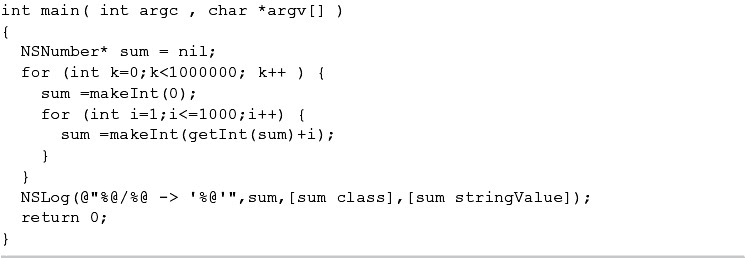 int main( int argc , char *argv[] )
{
  NSNumber* sum = nil;
  for (int k=0;k<1000000; k++ ) {
    sum =makeInt(0);
    for (int i=1;i<=1000;i++) {
      sum =makeInt(getInt(sum)+i);
    }
  }
  NSLog(@"%@/%@ -> '%@'",sum,[sum class],[sum stringValue]);
  return 0;
}